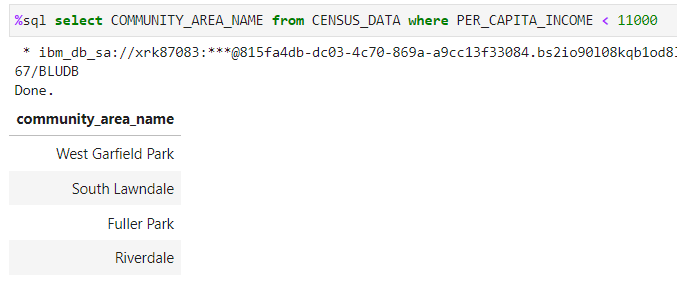 %sql select COMMUNITY_AREA_NAME from CENSUS_DATA where PER_CAPITA_INCOME < 11000
* ibm_db_sa://xrk87083:***@815fa4db-dc03-4c70-869a-a9cc13f33084.bs2io90l08kqb1od8
67/BLUDB
Done.
community_area_name
West Garfield Park
South Lawndale
Fuller Park
Riverdale